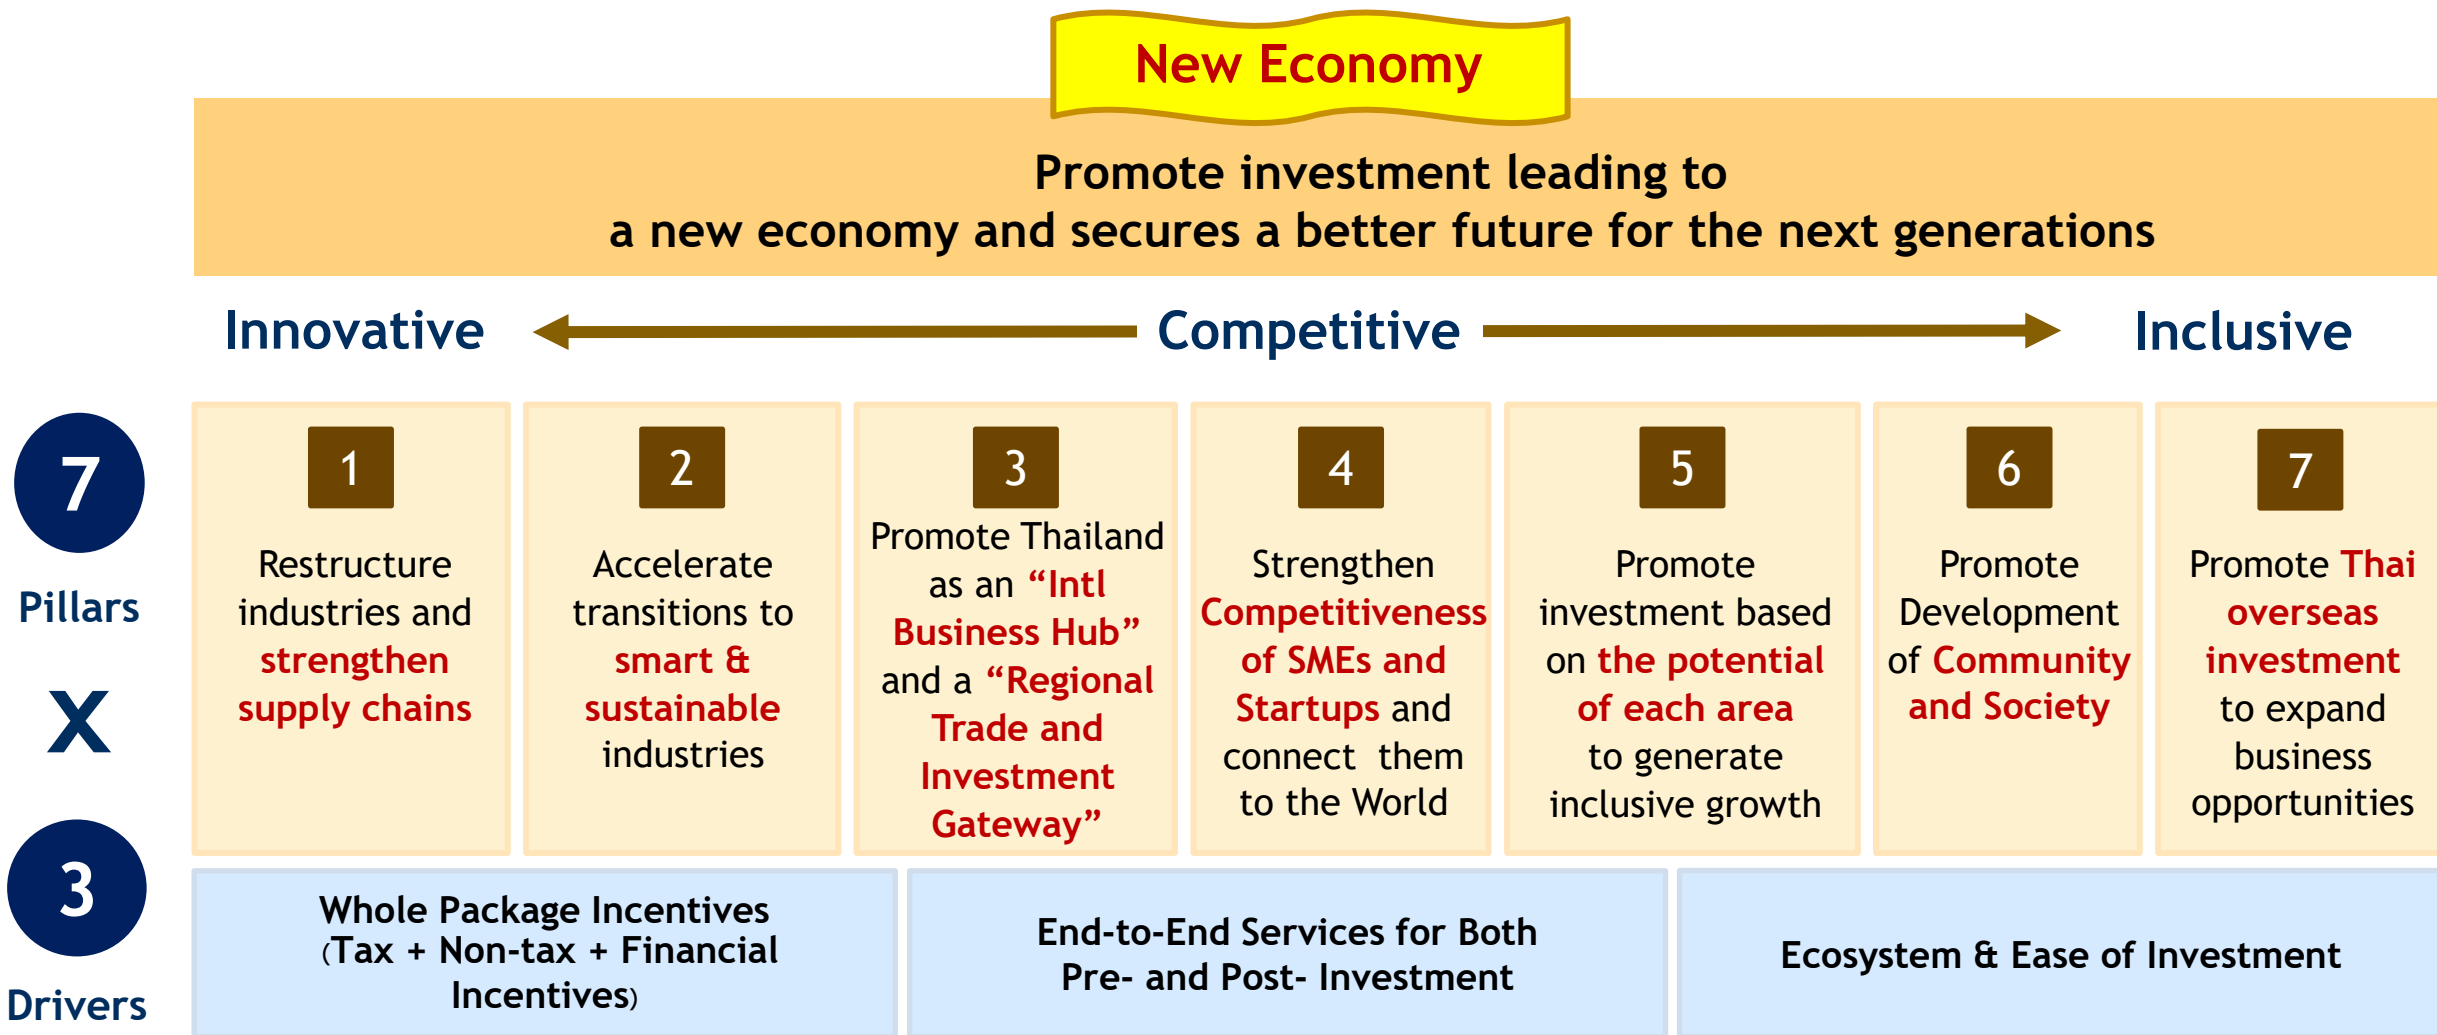 New Economy
Promote investment leading to
a new economy and secures a better future for the next generations
Innovative
Competitive
Inclusive
7
Pillars
X
3
Drivers
1
Restructure
industries and
strengthen
supply chains
2
Accelerate
transitions to
smart &
sustainable
industries
3
Promote Thailand
as an “Intl
Business Hub”
and a “Regional
Trade and
Investment
Gateway”
4
Strengthen
Competitiveness
of SMEs and
Startups and
connect them
to the World
5
Promote
investment based
on the potential
of each area
to generate
inclusive growth
6
Promote
Development
of Community
and Society
7
Promote Thai
overseas
investment
to expand
business
opportunities
Whole Package Incentives
(Tax + Non-tax + Financial
Incentives)
End-to-End Services for Both
Pre- and Post- Investment
Ecosystem & Ease of Investment